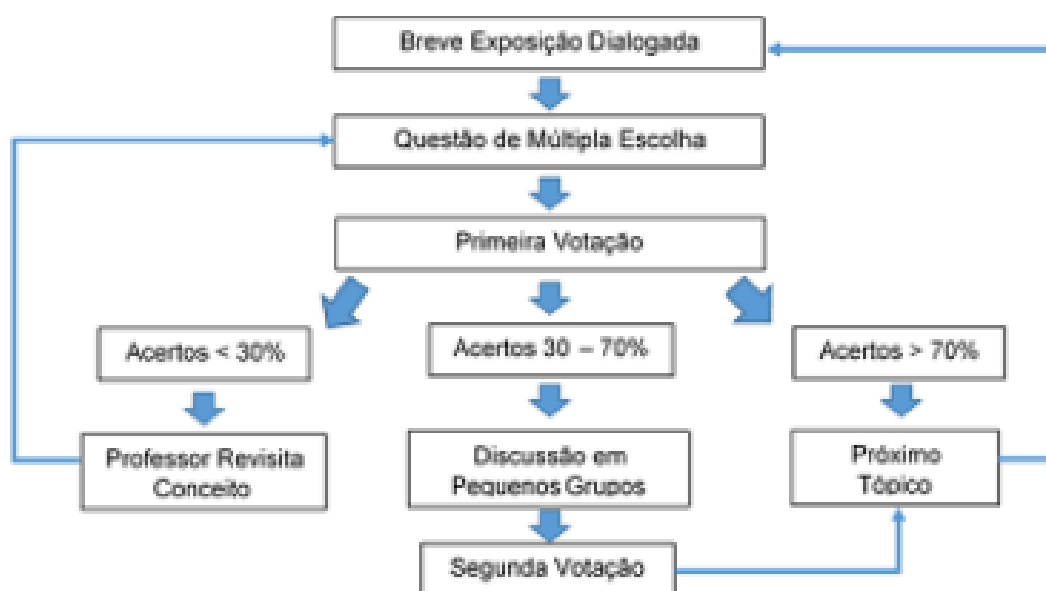 Breve Exposição Dialogada
Questão de Múltipla Escolha
Primeira Votação
Acertos < 30%
Acertos 30 – 70%
Acertos > 70%
Professor Revisita
Conceito
Discussão em
Pequenos Grupos
Próximo
Tópico
Segunda Votação